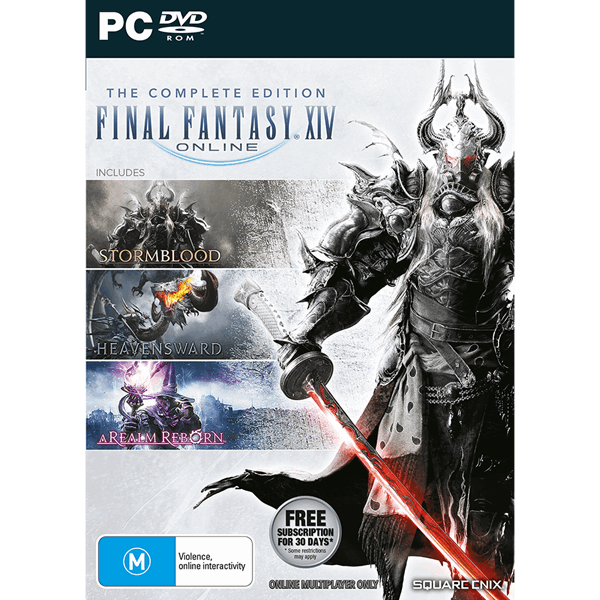 PC DVD
ROM
THE COMPLETE EDITION
FINAL FANTASY® XIV
ONLINE
INCLUDES
STORMBLOOD
HEAVENSWARD
A REALM REBORN
FREE
SUBSCRIPTION
FOR 30 DAYS*
* Some restrictions
may apply
M
Violence,
online interactivity
ONLINE MULTIPLAYER ONLY
SQUARE ENIX